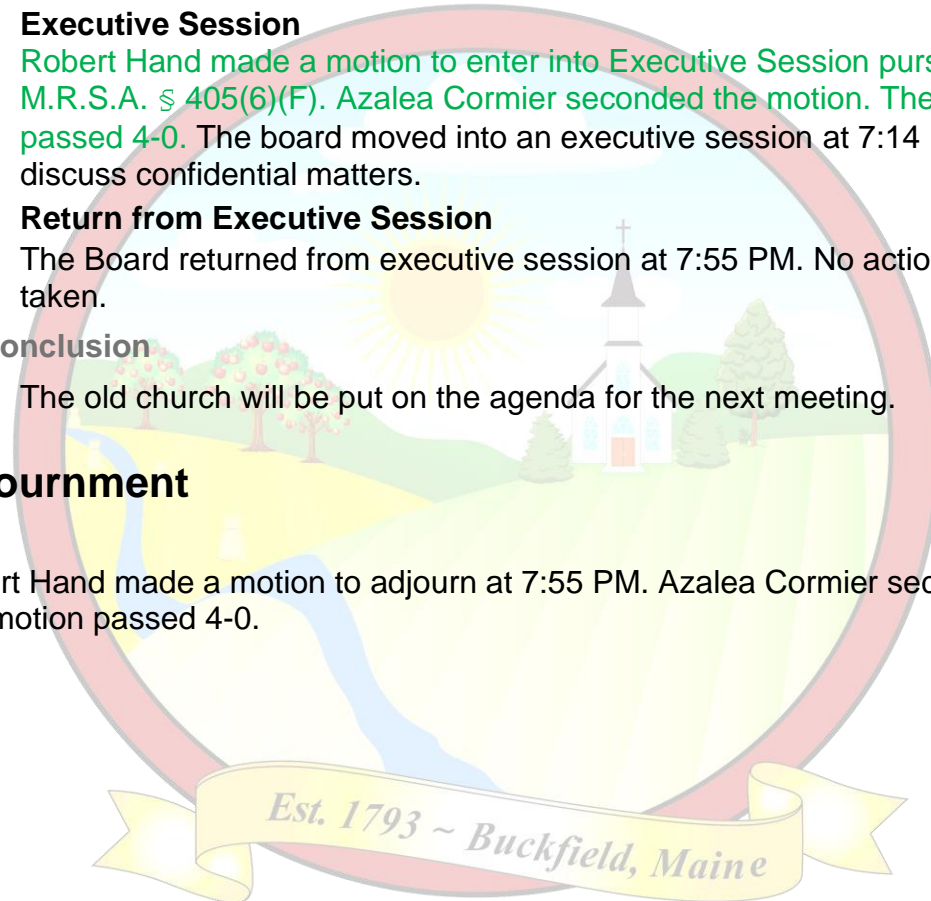 Executive Session
Robert Hand made a motion to enter into Executive Session purs
M.R.S.A. § 405(6)(F). Azalea Cormier seconded the motion. The
passed 4-0. The board moved into an executive session at 7:14
discuss confidential matters.
Return from Executive Session
The Board returned from executive session at 7:55 PM. No actio
taken.
onclusion
The old church will be put on the agenda for the next meeting.
ournment
rt Hand made a motion to adjourn at 7:55 PM. Azalea Cormier sec
motion passed 4-0.
Est. 1793 ~ Buckfield, Maine